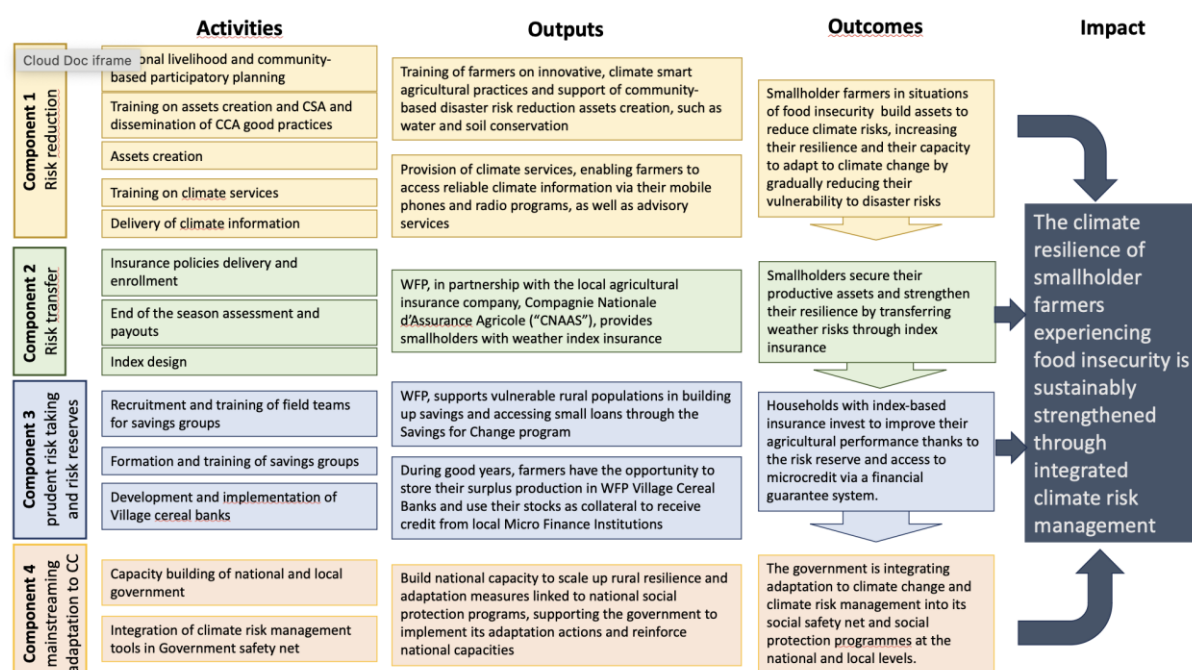 Activities
Outputs
Outcomes
Impact
Component 1
Risk reduction
Cloud Doc iframe
onal livelihood and community-
based participatory planning
Training on assets creation and CSA and
dissemination of CCA good practices
Assets creation
Training on climate services
Delivery of climate information
Training of farmers on innovative, climate smart
agricultural practices and support of community-
based disaster risk reduction assets creation, such as
water and soil conservation
Provision of climate services, enabling farmers to
access reliable climate information via their mobile
phones and radio programs, as well as advisory
services
Smallholder farmers in situations
of food insecurity build assets to
reduce climate risks, increasing
their resilience and their capacity
to adapt to climate change by
gradually reducing their
vulnerability to disaster risks
Component 2
Risk transfer
Insurance policies delivery and
enrollment
End of the season assessment and
payouts
Index design
WFP, in partnership with the local agricultural
insurance company, Compagnie Nationale
d'Assurance Agricole ("CNAAS"), provides
smallholders with weather index insurance
Smallholders secure their
productive assets and strengthen
their resilience by transferring
weather risks through index
insurance
Component 3
prudent risk taking
and risk reserves
Recruitment and training of field teams
for savings groups
Formation and training of savings groups
Development and implementation of
Village cereal banks
WFP, supports vulnerable rural populations in building
up savings and accessing small loans through the
Savings for Change program
During good years, farmers have the opportunity to
store their surplus production in WFP Village Cereal
Banks and use their stocks as collateral to receive
credit from local Micro Finance Institutions
Households with index-based
insurance invest to improve their
agricultural performance thanks to
the risk reserve and access to
microcredit via a financial
guarantee system.
Component 4
mainstreaming
adaptation to CC
Capacity building of national and local
government
Integration of climate risk management
tools in Government safety net
Build national capacity to scale up rural resilience and
adaptation measures linked to national social
protection programs, supporting the government to
implement its adaptation actions and reinforce
national capacities
The government is integrating
adaptation to climate change and
climate risk management into its
social safety net and social
protection programmes at the
national and local levels.
The climate
resilience of
smallholder
farmers
experiencing
food insecurity is
sustainably
strengthened
through
integrated
climate risk
management